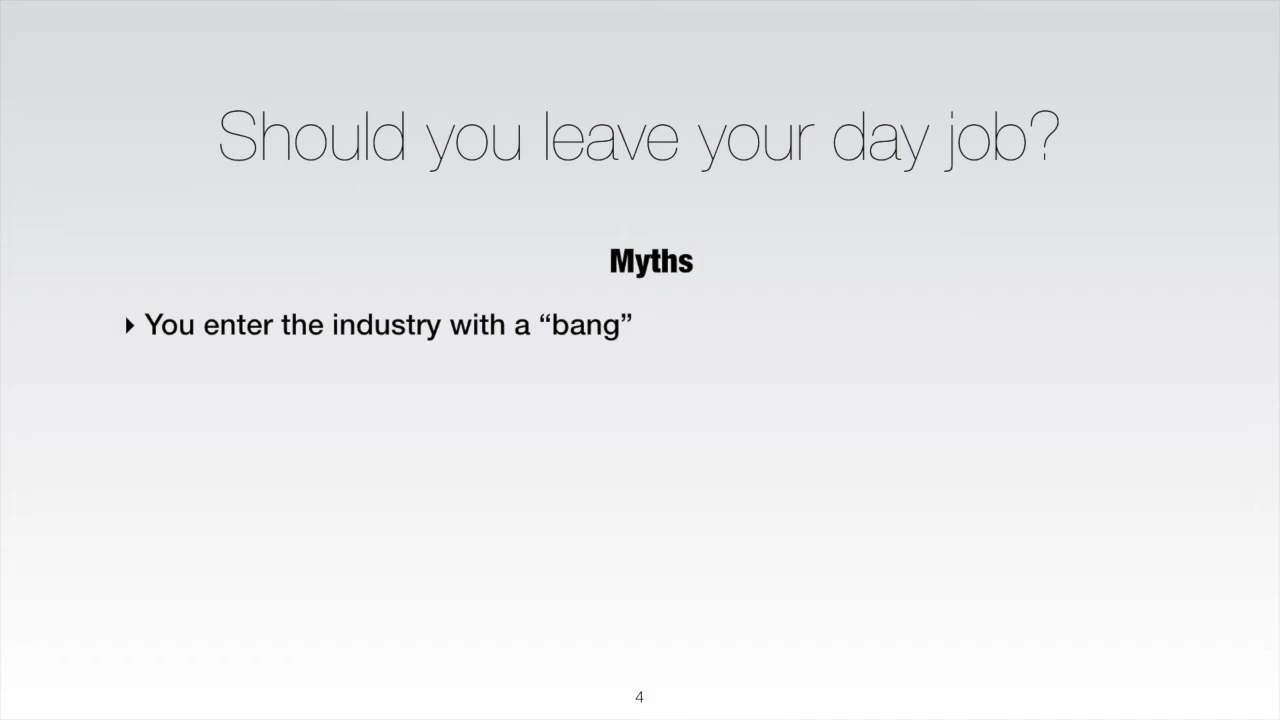 Should you leave your day job?
Myths
‣ You enter the industry with a “bang”
4